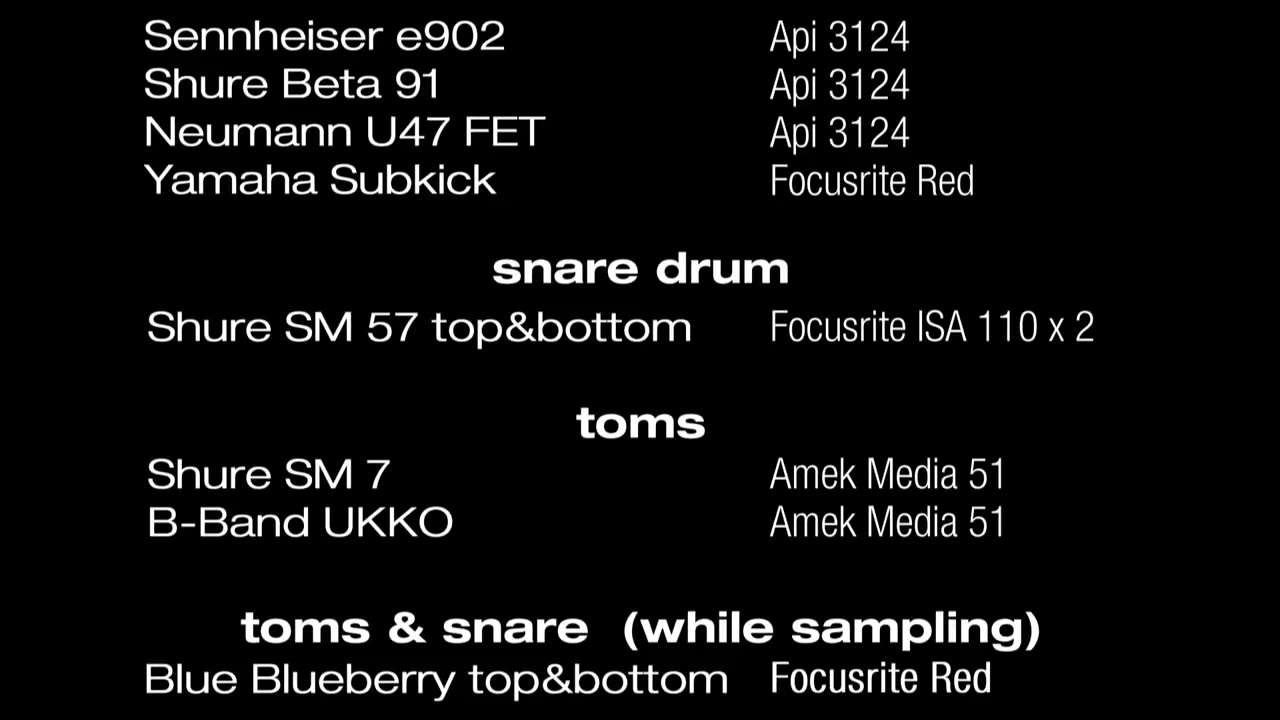 Sennheiser e902 Api 3124
Shure Beta 91 Api 3124
Neumann U47 FET Api 3124
Yamaha Subkick Focusrite Red
snare drum
Shure SM 57 top&bottom Focusrite ISA 110 x 2
toms
Shure SM 7 Amek Media 51
B-Band UKKO Amek Media 51
toms & snare (while sampling)
Blue Blueberry top&bottom Focusrite Red